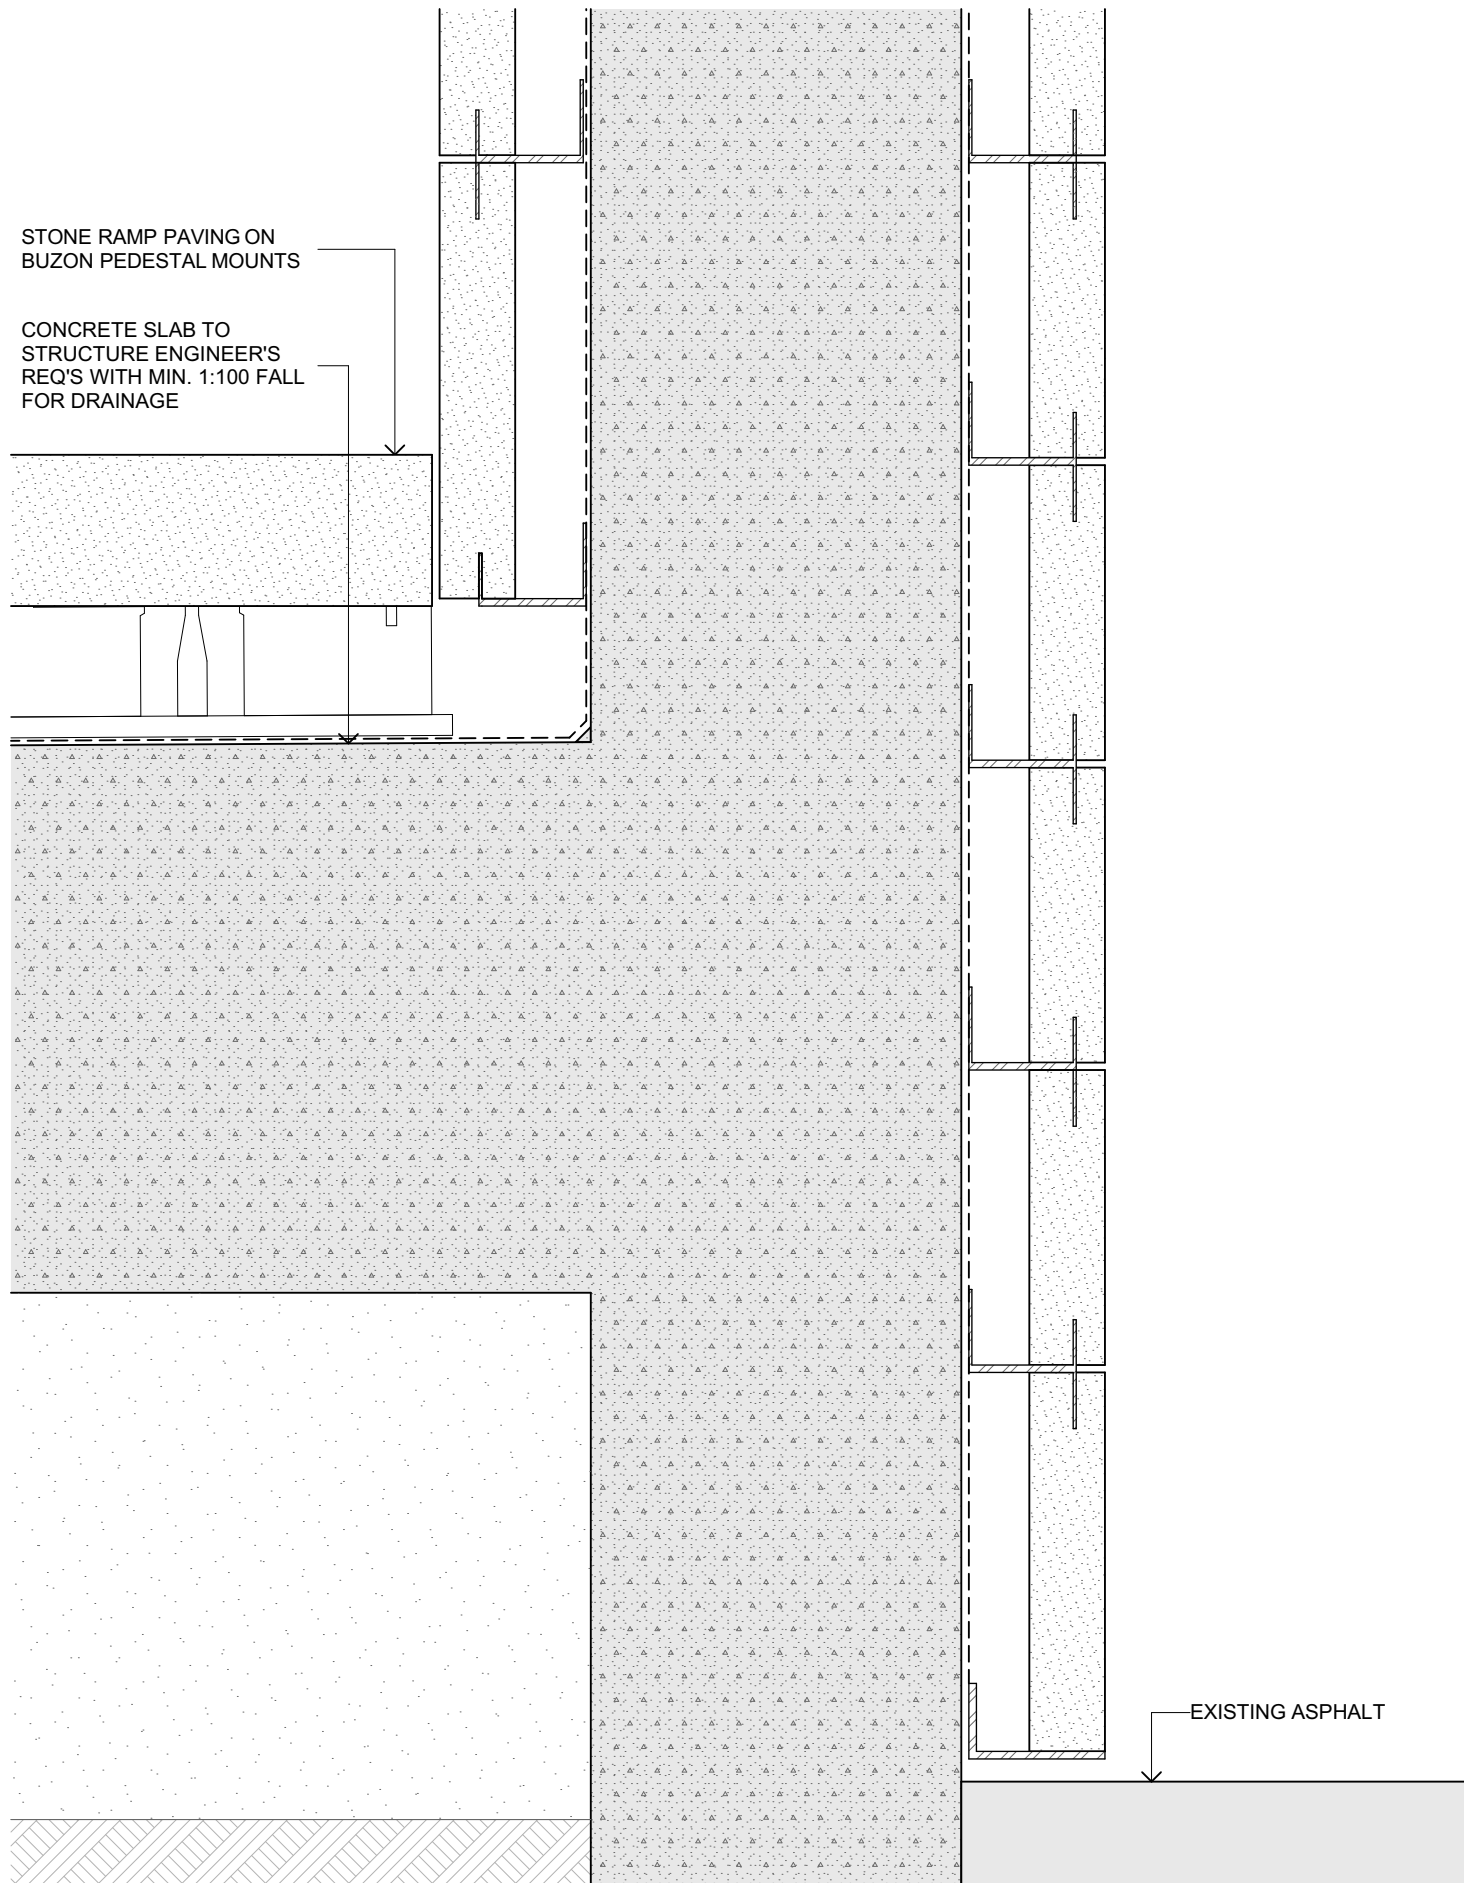 STONE RAMP PAVING ON
BUZON PEDESTAL MOUNTS
CONCRETE SLAB TO
STRUCTURE ENGINEER'S
REQ'S WITH MIN. 1:100 FALL
FOR DRAINAGE
EXISTING ASPHALT